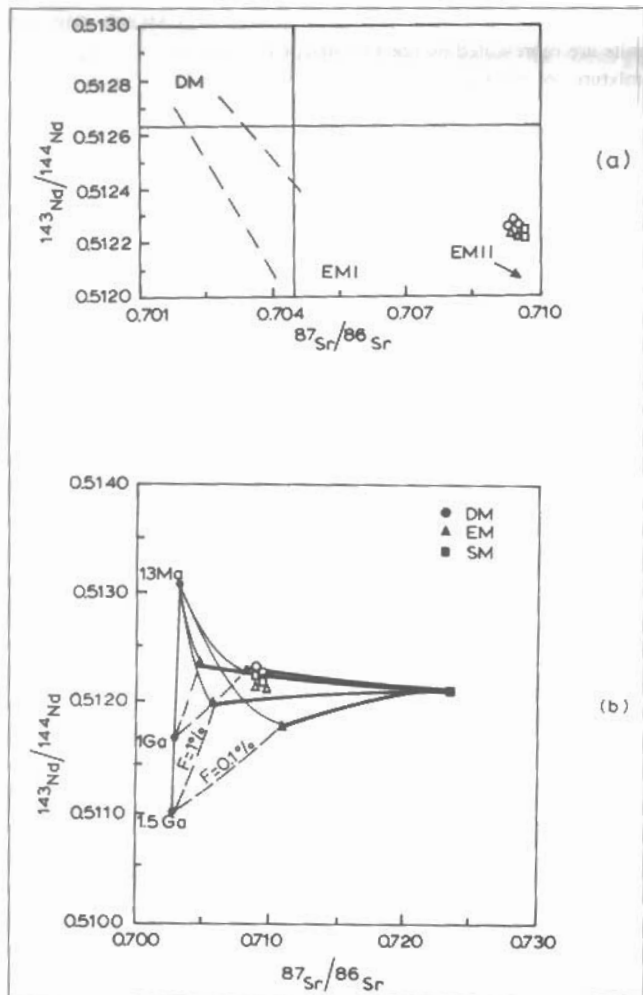 0.5130
0.5128
0.5126
0.5124
0.5122
0.5120
143Nd/144Nd
DM
EMI
EMII
(a)
0.701
0.704
0.707
0.710
87Sr/86Sr
0.5140
0.5130
0.5120
0.5110
0.5100
143Nd/144Nd
DM
EM
SM
13Ma
1Ga
1.5Ga
F=1%
F=0.1%
(b)
0.700
0.710
0.720
0.730
87Sr/86Sr